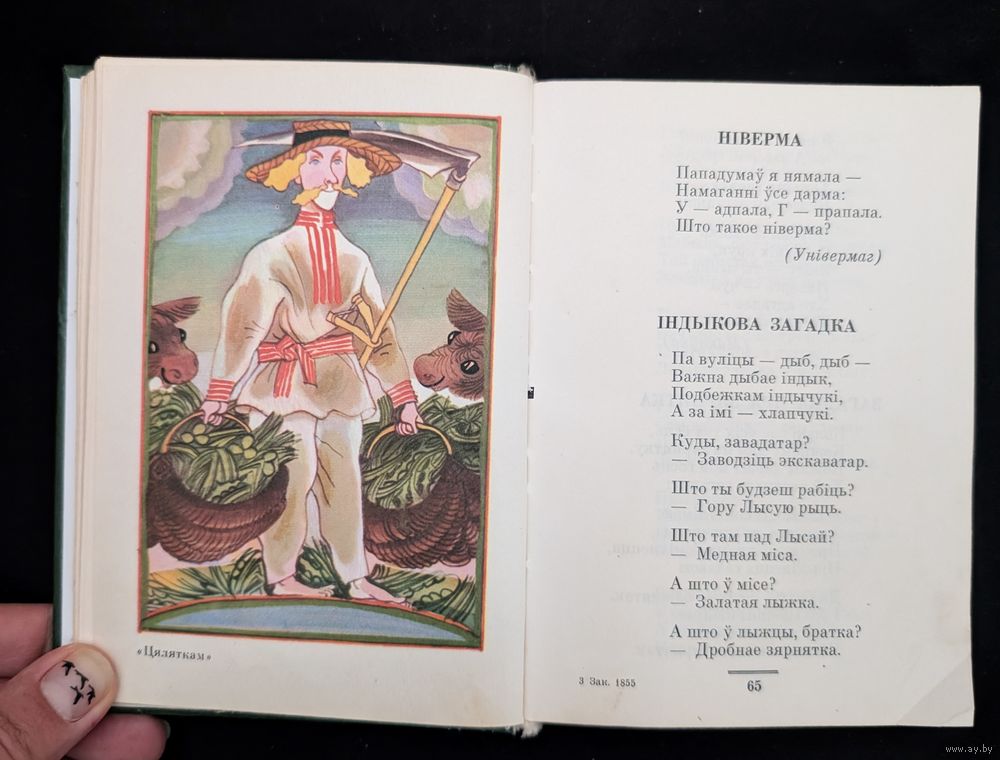 «Цяляткам»
НІВЕРМА
Пападумаў я нямала —
Намаганні ўсе дарма:
У — адпала, Г — прапала.
Што такое ніверма?
(Універмаг)
ІНДЫКОВА ЗАГАДКА
Па вуліцы — дыб, дыб —
Важна дыбае індык,
Подбежкам індычукі,
А за імі — хлапчукі.
Куды, завадатар?
— Заводзіць экскаватар.
Што ты будзеш рабіць?
— Гору Лысую рыць.
Што там пад Лысай?
— Медная міса.
А што ў місе?
— Залатая лыжка.
А што ў лыжцы, братка?
— Дробнае зярнятка.
3 Зак. 1855
65
www.ay.by